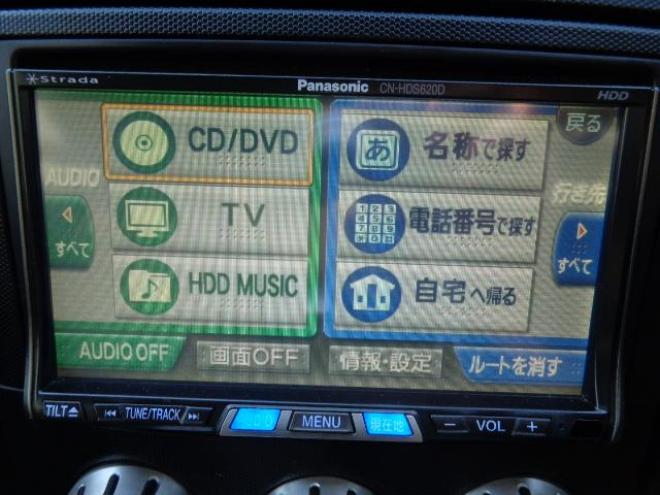 Strada
Panasonic CN-HDS620D
HDD
戻る
AUDIO
すべて
CD/DVD
TV
HDD MUSIC
あ 名称で探す
電話番号で探す
自宅へ帰る
行き先
すべて
AUDIO OFF
画面OFF
情報・設定
ルートを消す
TILT
TUNE/TRACK
AUDIO
MENU
現在地
- VOL +